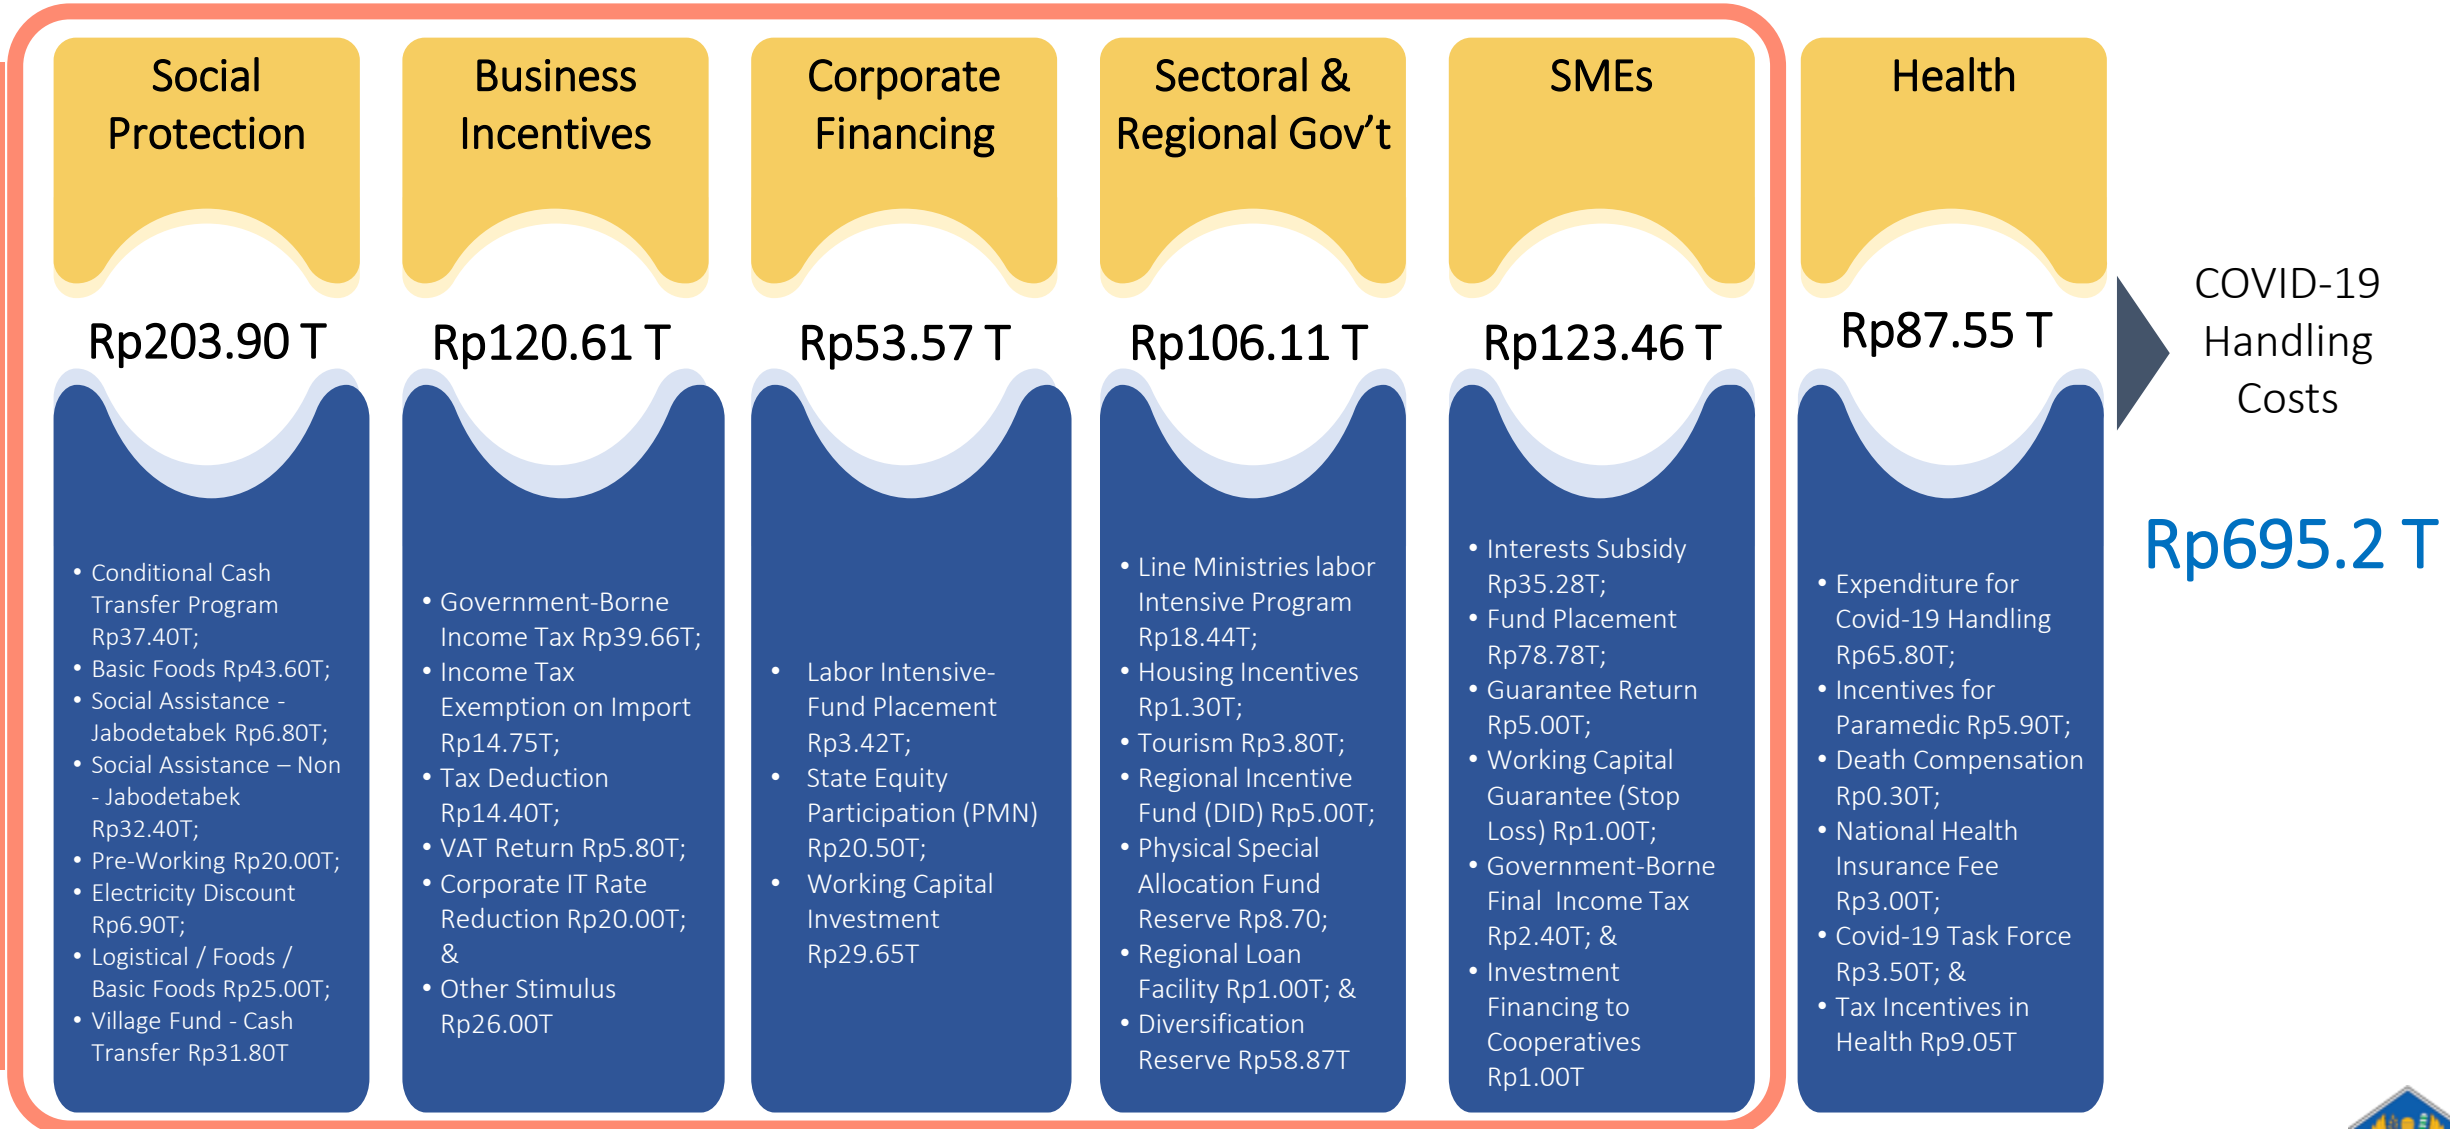 Social
Protection
Rp203.90 T
• Conditional Cash
Transfer Program
Rp37.40T;
• Basic Foods Rp43.60T;
• Social Assistance -
Jabodetabek Rp6.80T;
• Social Assistance – Non
- Jabodetabek
Rp32.40T;
• Pre-Working Rp20.00T;
• Electricity Discount
Rp6.90T;
• Logistical / Foods /
Basic Foods Rp25.00T;
• Village Fund - Cash
Transfer Rp31.80T
Business
Incentives
Rp120.61 T
• Government-Borne
Income Tax Rp39.66T;
• Income Tax
Exemption on Import
Rp14.75T;
• Tax Deduction
Rp14.40T;
• VAT Return Rp5.80T;
• Corporate IT Rate
Reduction Rp20.00T;
&
• Other Stimulus
Rp26.00T
Corporate
Financing
Rp53.57 T
• Labor Intensive-
Fund Placement
Rp3.42T;
• State Equity
Participation (PMN)
Rp20.50T;
• Working Capital
Investment
Rp29.65T
Sectoral &
Regional Gov’t
Rp106.11 T
• Line Ministries labor
Intensive Program
Rp18.44T;
• Housing Incentives
Rp1.30T;
• Tourism Rp3.80T;
• Regional Incentive
Fund (DID) Rp5.00T;
• Physical Special
Allocation Fund
Reserve Rp8.70;
• Regional Loan
Facility Rp1.00T; &
• Diversification
Reserve Rp58.87T
SMEs
Rp123.46 T
• Interests Subsidy
Rp35.28T;
• Fund Placement
Rp78.78T;
• Guarantee Return
Rp5.00T;
• Working Capital
Guarantee (Stop
Loss) Rp1.00T;
• Government-Borne
Final Income Tax
Rp2.40T; &
• Investment
Financing to
Cooperatives
Rp1.00T
Health
Rp87.55 T
• Expenditure for
Covid-19 Handling
Rp65.80T;
• Incentives for
Paramedic Rp5.90T;
• Death Compensation
Rp0.30T;
• National Health
Insurance Fee
Rp3.00T;
• Covid-19 Task Force
Rp3.50T; &
• Tax Incentives in
Health Rp9.05T
COVID-19
Handling
Costs
Rp695.2 T